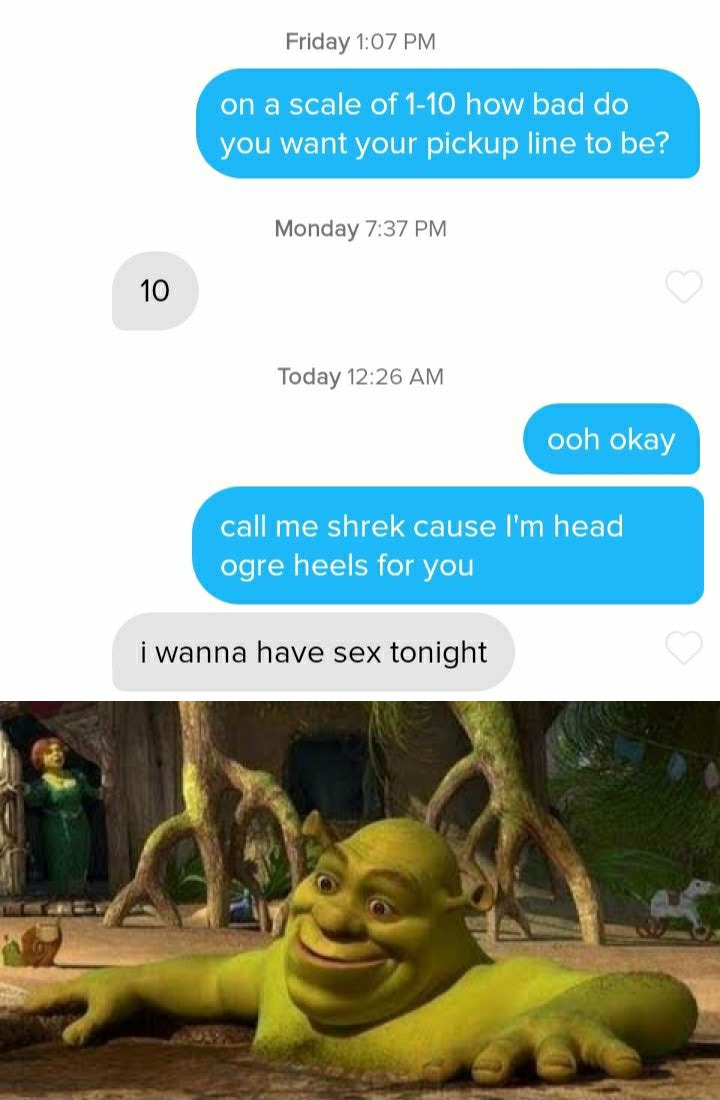 Friday 1:07 PM
on a scale of 1-10 how bad do
you want your pickup line to be?
Monday 7:37 PM
10
Today 12:26 AM
ooh okay
call me shrek cause I'm head
ogre heels for you
i wanna have sex tonight